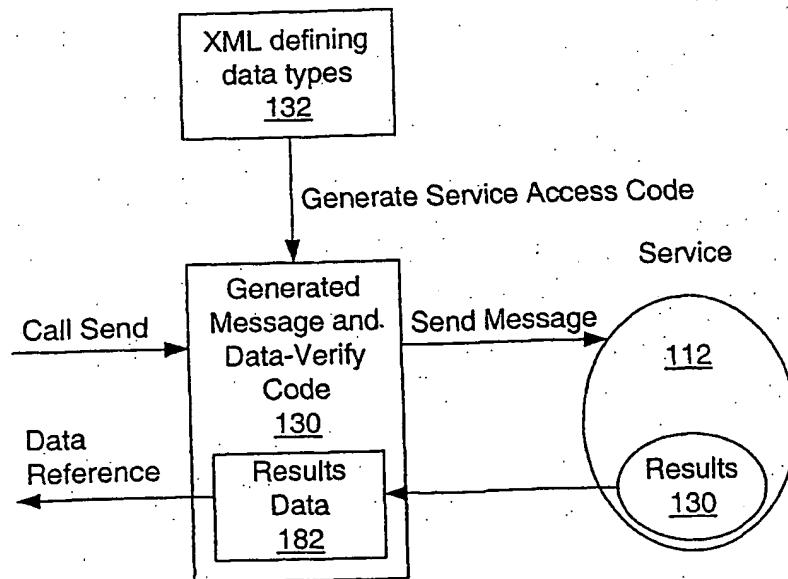 XML defining
data types
132
Generate Service Access Code
Service
Generated
Message and
Data-Verify
Code
130
Call Send
Send Message
112
Data
Reference
Results
Data
182
Results
130